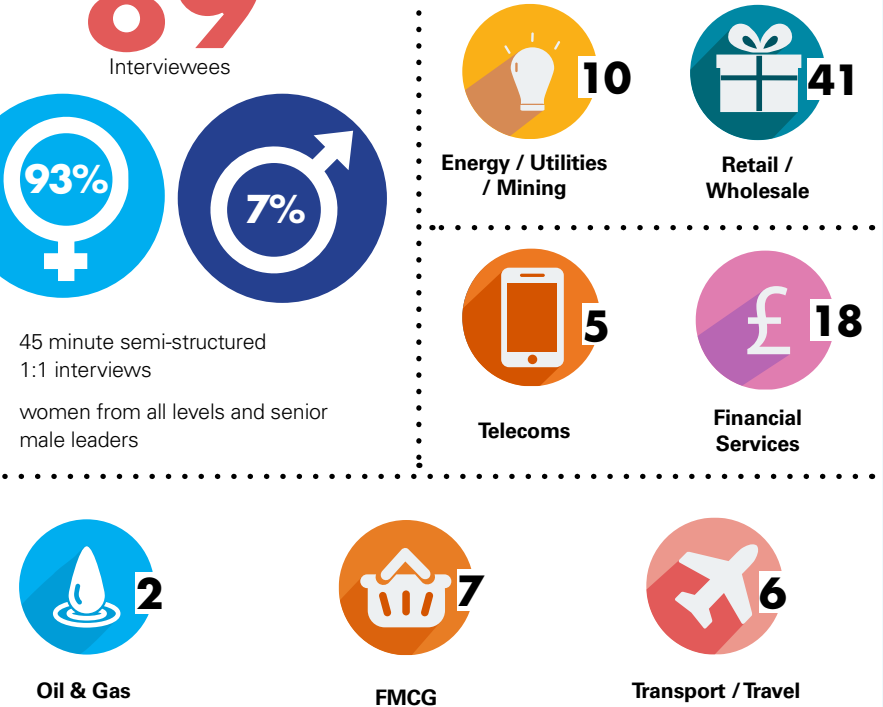 89
Interviewees
93%
7%
45 minute semi-structured
1:1 interviews
women from all levels and senior
male leaders
10
Energy / Utilities
/ Mining
41
Retail /
Wholesale
5
Telecoms
£
18
Financial
Services
2
Oil & Gas
7
FMCG
6
Transport / Travel